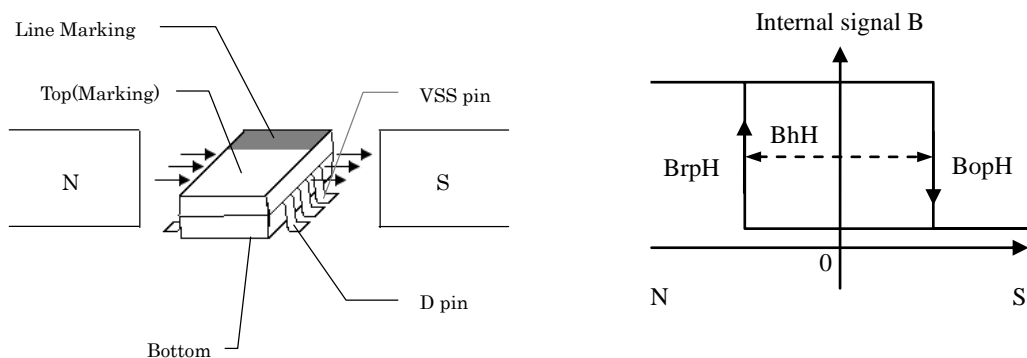 Line Marking
Top(Marking)
VSS pin
N
S
D pin
Bottom
Internal signal B
BhH
BrpH
BopH
0
N
S